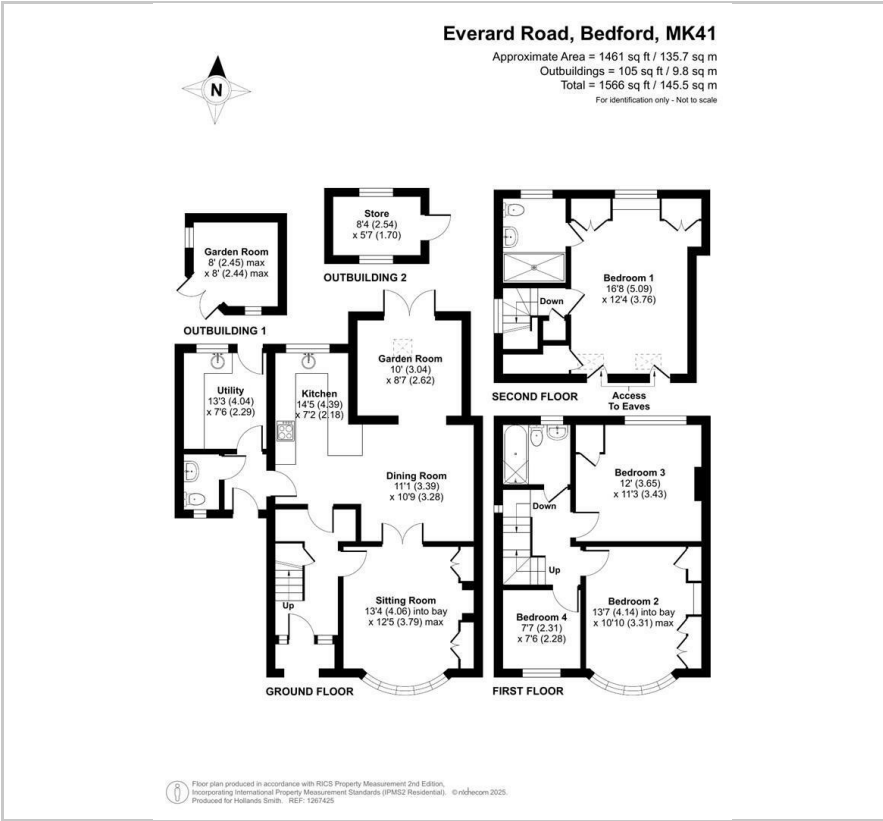 Everard Road, Bedford, MK41
Approximate Area = 1461 sq ft / 135.7 sq m
Outbuildings = 105 sq ft / 9.8 sq m
Total = 1566 sq ft / 145.5 sq m
For identification only - Not to scale
N
Store
8'4 (2.54)
x 5'7 (1.70)
OUTBUILDING 2
Garden Room
8' (2.45) max
x 8' (2.44) max
OUTBUILDING 1
Bedroom 1
16'8 (5.09)
x 12'4 (3.76)
Down
SECOND FLOOR
Access
To Eaves
Garden Room
10' (3.04)
x 8'7 (2.62)
Utility
13'3 (4.04)
x 7'6 (2.29)
Kitchen
14'5 (4.39)
x 7'2 (2.18)
Dining Room
11'1 (3.39)
x 10'9 (3.28)
Sitting Room
13'4 (4.06) into bay
x 12'5 (3.79) max
Up
GROUND FLOOR
Bedroom 3
12' (3.65)
x 11'3 (3.43)
Down
Up
Bedroom 2
13'7 (4.14) into bay
x 10'10 (3.31) max
Bedroom 4
7'7 (2.31)
x 7'6 (2.28)
FIRST FLOOR
Floor plan produced in accordance with RICS Property Measurement 2nd Edition,
Incorporating International Property Measurement Standards (IPMS2 Residential). © nichecom 2025.
Produced for Hollands Smith. REF: 1267425